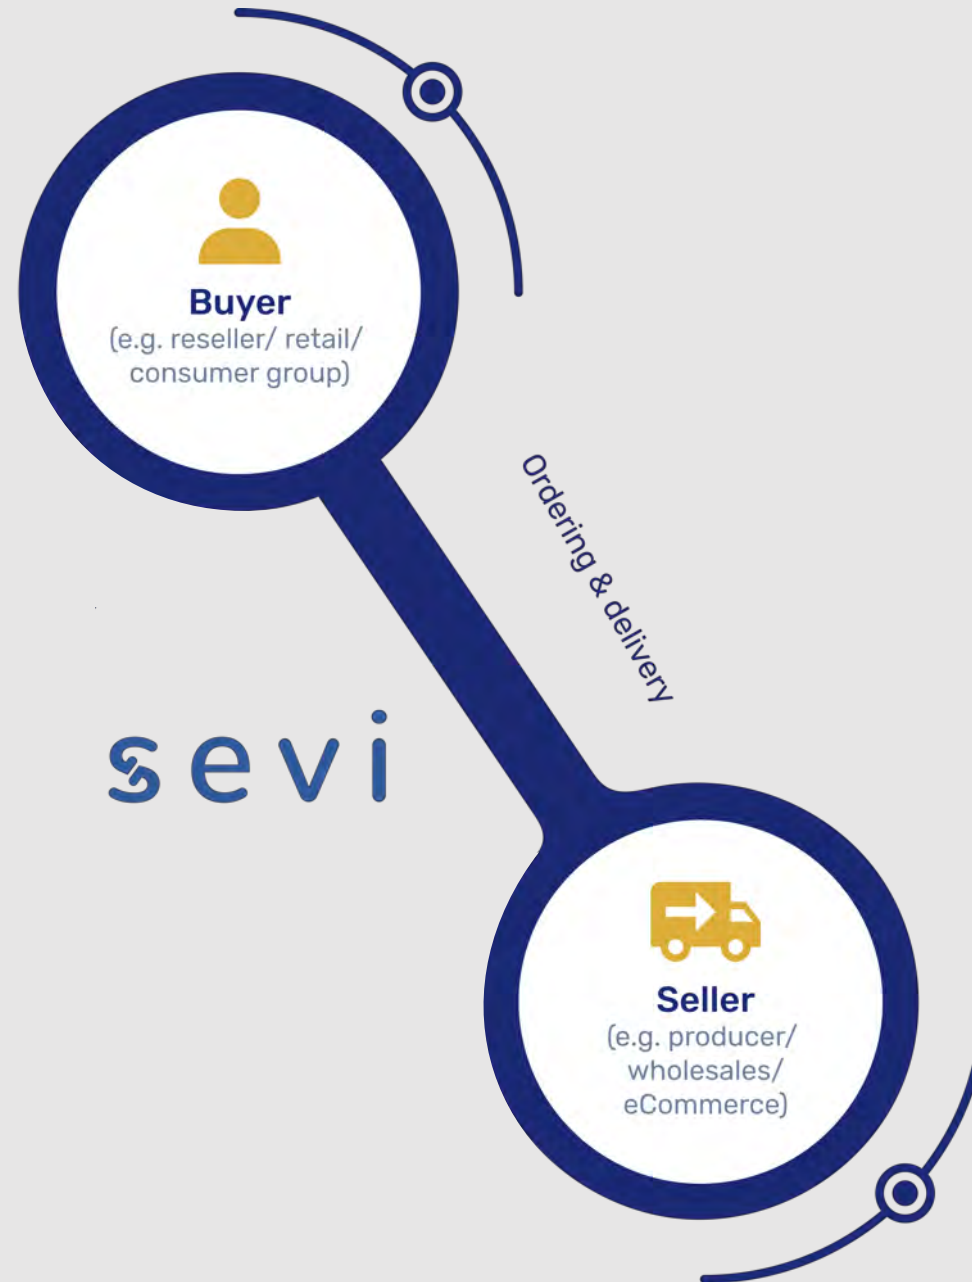 Buyer
(e.g. reseller/ retail/
consumer group)
Ordering & delivery
sevi
Seller
(e.g. producer/
wholesales/
eCommerce)